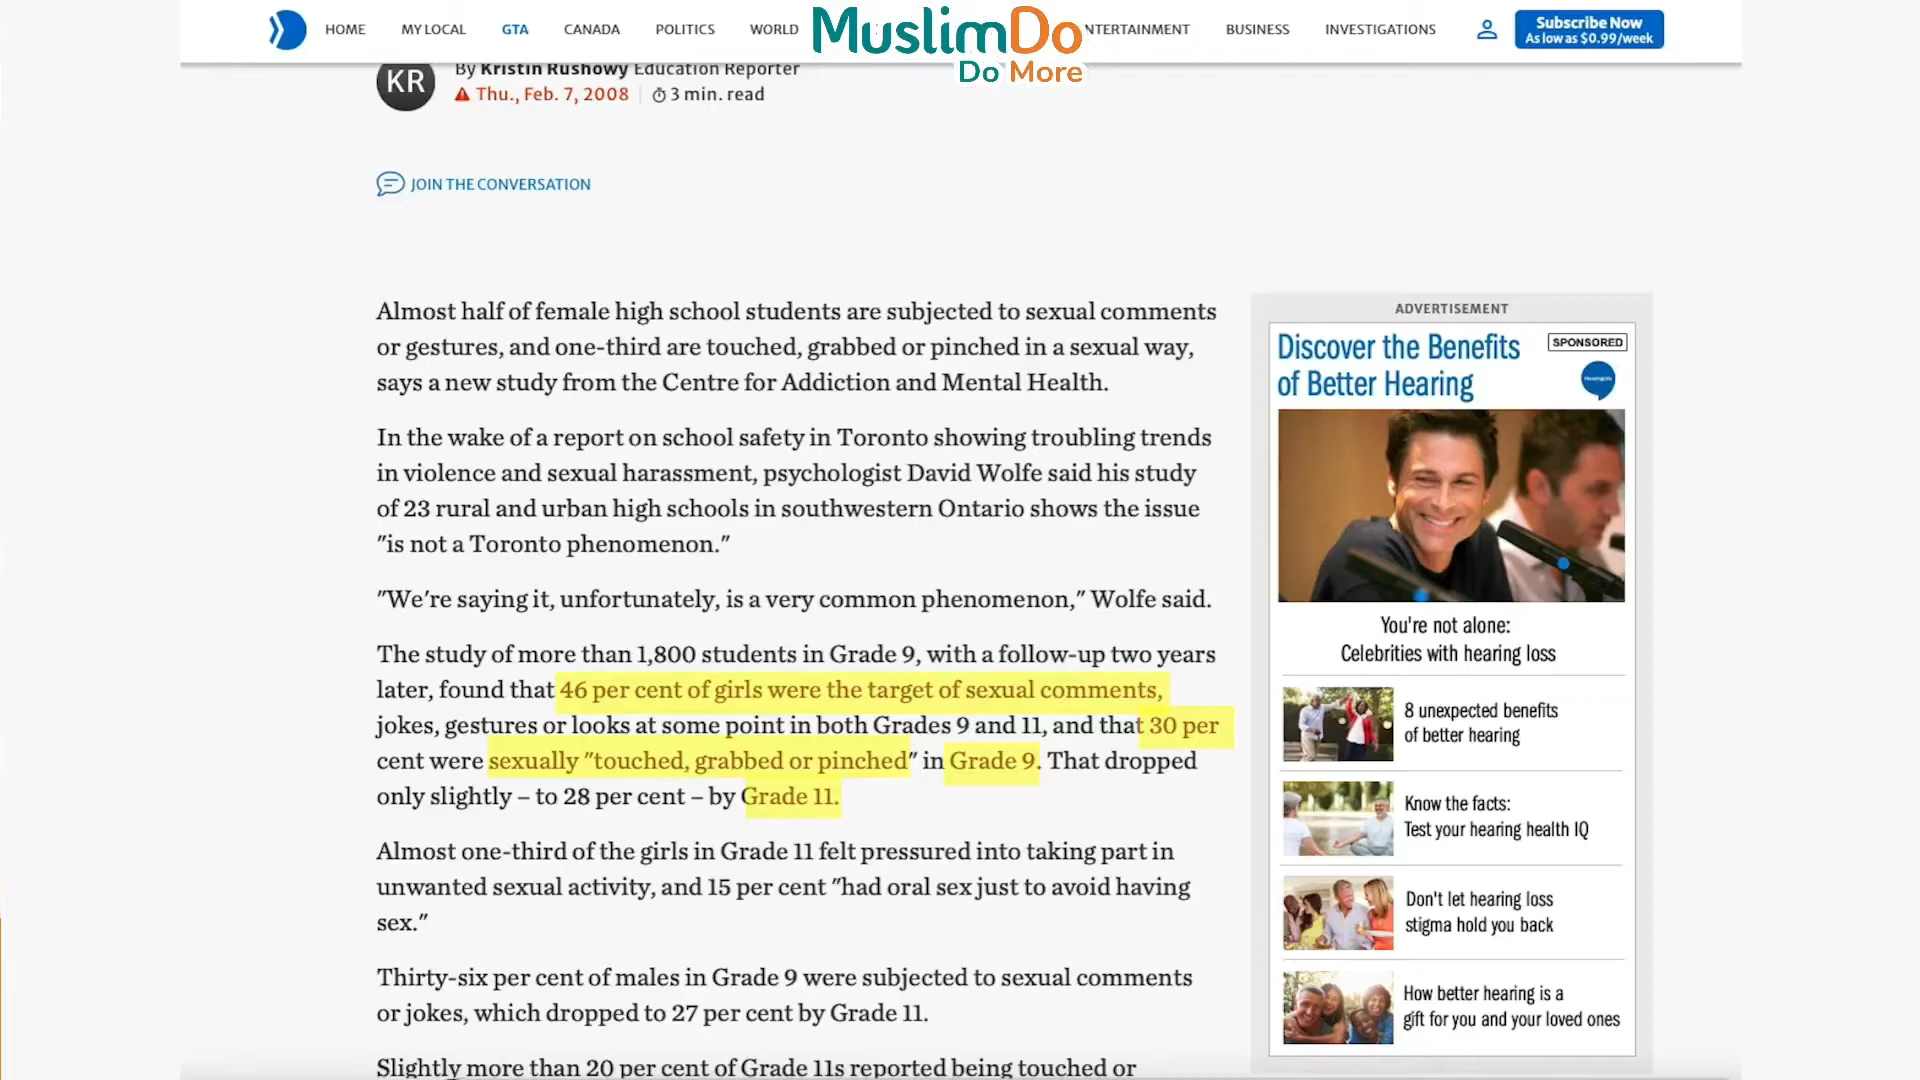 HOME MY LOCAL GTA CANADA POLITICS WORLD NTERTAINMENT BUSINESS INVESTIGATIONS
Subscribe Now
As low as $0.99/week
MuslimDo
Do More
KR
By Kristin Rushowy Education Reporter
Thu., Feb. 7, 2008
3 min. read
JOIN THE CONVERSATION
Almost half of female high school students are subjected to sexual comments
or gestures, and one-third are touched, grabbed or pinched in a sexual way,
says a new study from the Centre for Addiction and Mental Health.
In the wake of a report on school safety in Toronto showing troubling trends
in violence and sexual harassment, psychologist David Wolfe said his study
of 23 rural and urban high schools in southwestern Ontario shows the issue
"is not a Toronto phenomenon."
"We're saying it, unfortunately, is a very common phenomenon," Wolfe said.
The study of more than 1,800 students in Grade 9, with a follow-up two years
later, found that 46 per cent of girls were the target of sexual comments,
jokes, gestures or looks at some point in both Grades 9 and 11, and that 30 per
cent were sexually "touched, grabbed or pinched" in Grade 9. That dropped
only slightly – to 28 per cent – by Grade 11.
Almost one-third of the girls in Grade 11 felt pressured into taking part in
unwanted sexual activity, and 15 per cent "had oral sex just to avoid having
sex."
Thirty-six per cent of males in Grade 9 were subjected to sexual comments
or jokes, which dropped to 27 per cent by Grade 11.
Slightly more than 20 per cent of Grade 11s reported being touched or
ADVERTISEMENT
Discover the Benefits
of Better Hearing
SPONSORED
You're not alone:
Celebrities with hearing loss
8 unexpected benefits
of better hearing
Know the facts:
Test your hearing health IQ
Don't let hearing loss
stigma hold you back
How better hearing is a
gift for you and your loved ones